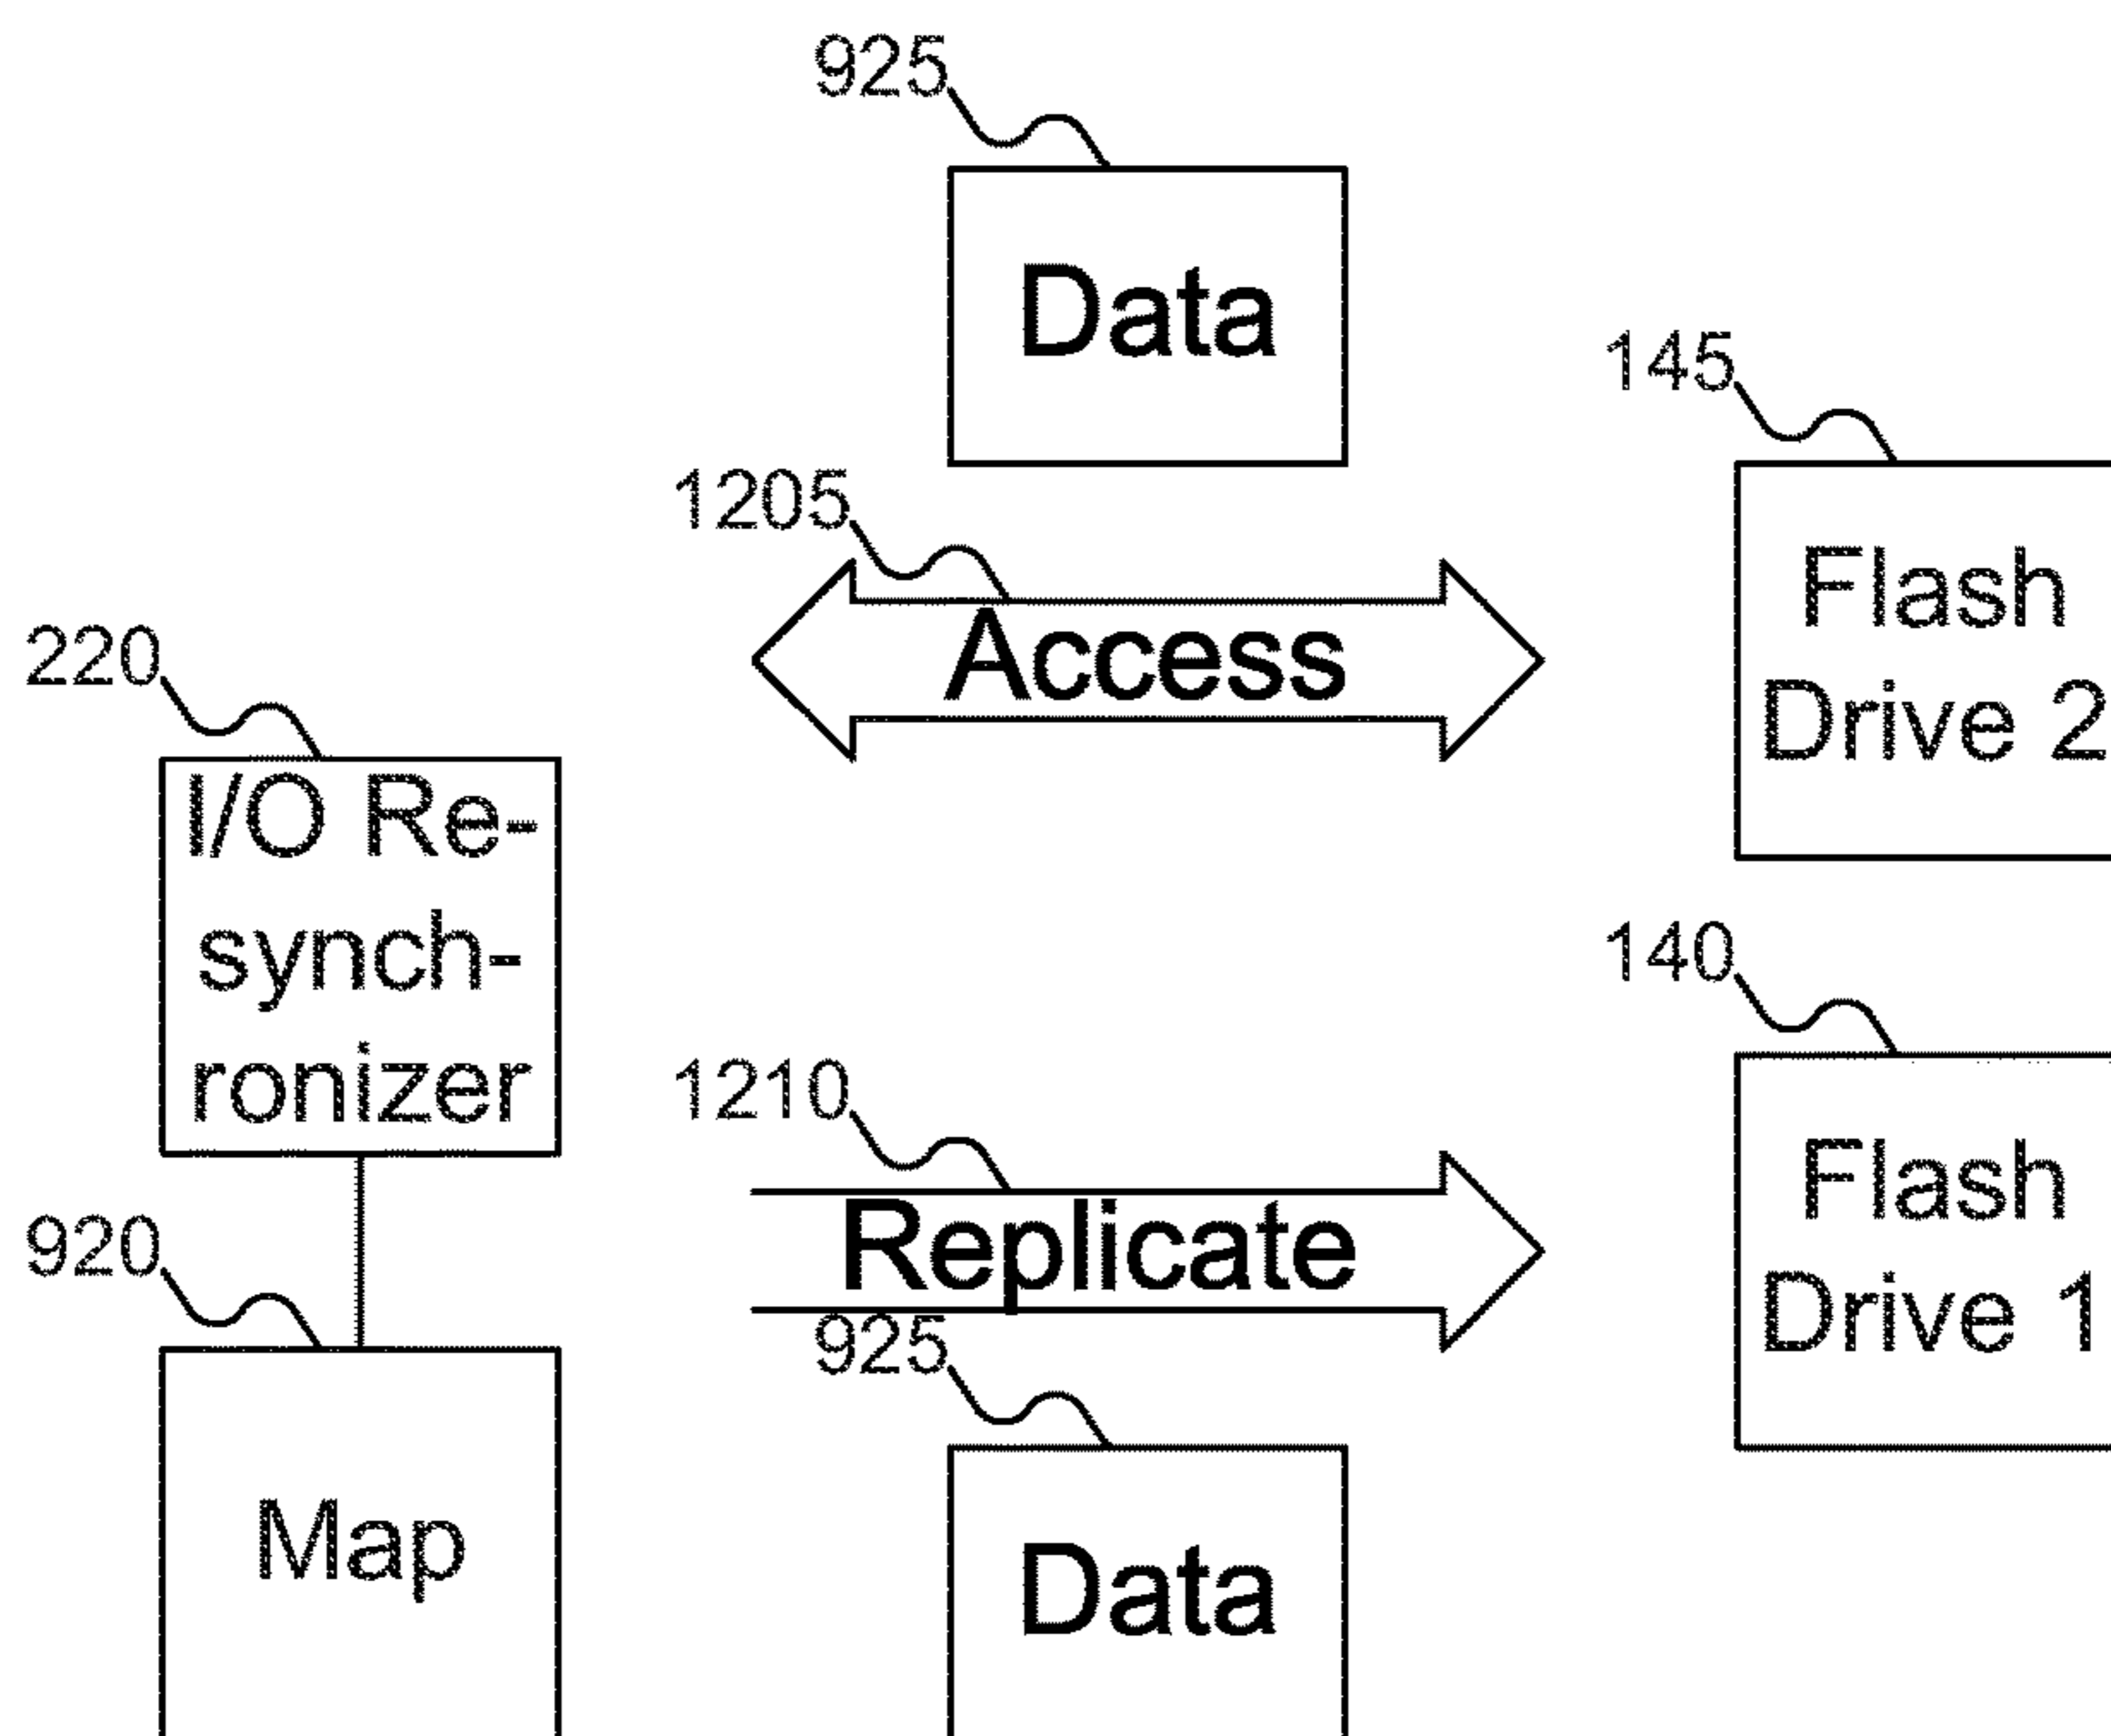 925
Data
145
1205
Flash
Drive 2
Access
220
I/O Re-
synch-
ronizer
140
1210
Flash
Drive 1
Replicate
920
925
Map
Data